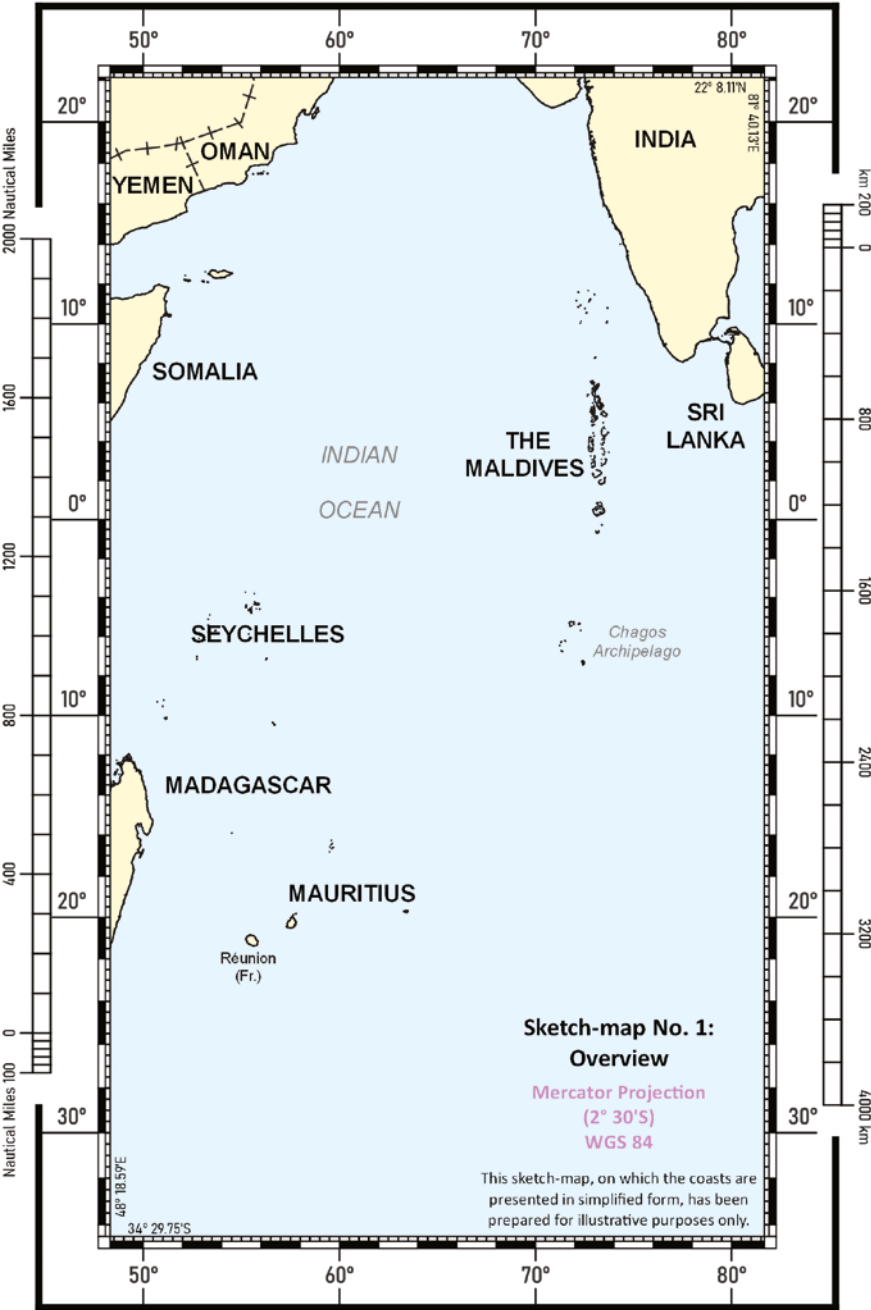 50°
60°
70°
80°
20°
20°
22° 8.11'N
81° 40.13'E
OMAN
YEMEN
INDIA
2000 Nautical Miles
km 200
0
10°
10°
SOMALIA
1600
800
SRI
LANKA
THE
MALDIVES
INDIAN
OCEAN
0°
0°
1200
1600
SEYCHELLES
Chagos
Archipelago
10°
10°
800
2400
MADAGASCAR
400
MAURITIUS
20°
20°
3200
Réunion
(Fr.)
0
Sketch-map No. 1:
Overview
Mercator Projection
(2° 30'S)
WGS 84
Nautical Miles 100
4000 km
30°
30°
This sketch-map, on which the coasts are
presented in simplified form, has been
prepared for illustrative purposes only.
48° 18.59'E
34° 29.75'S
50°
60°
70°
80°